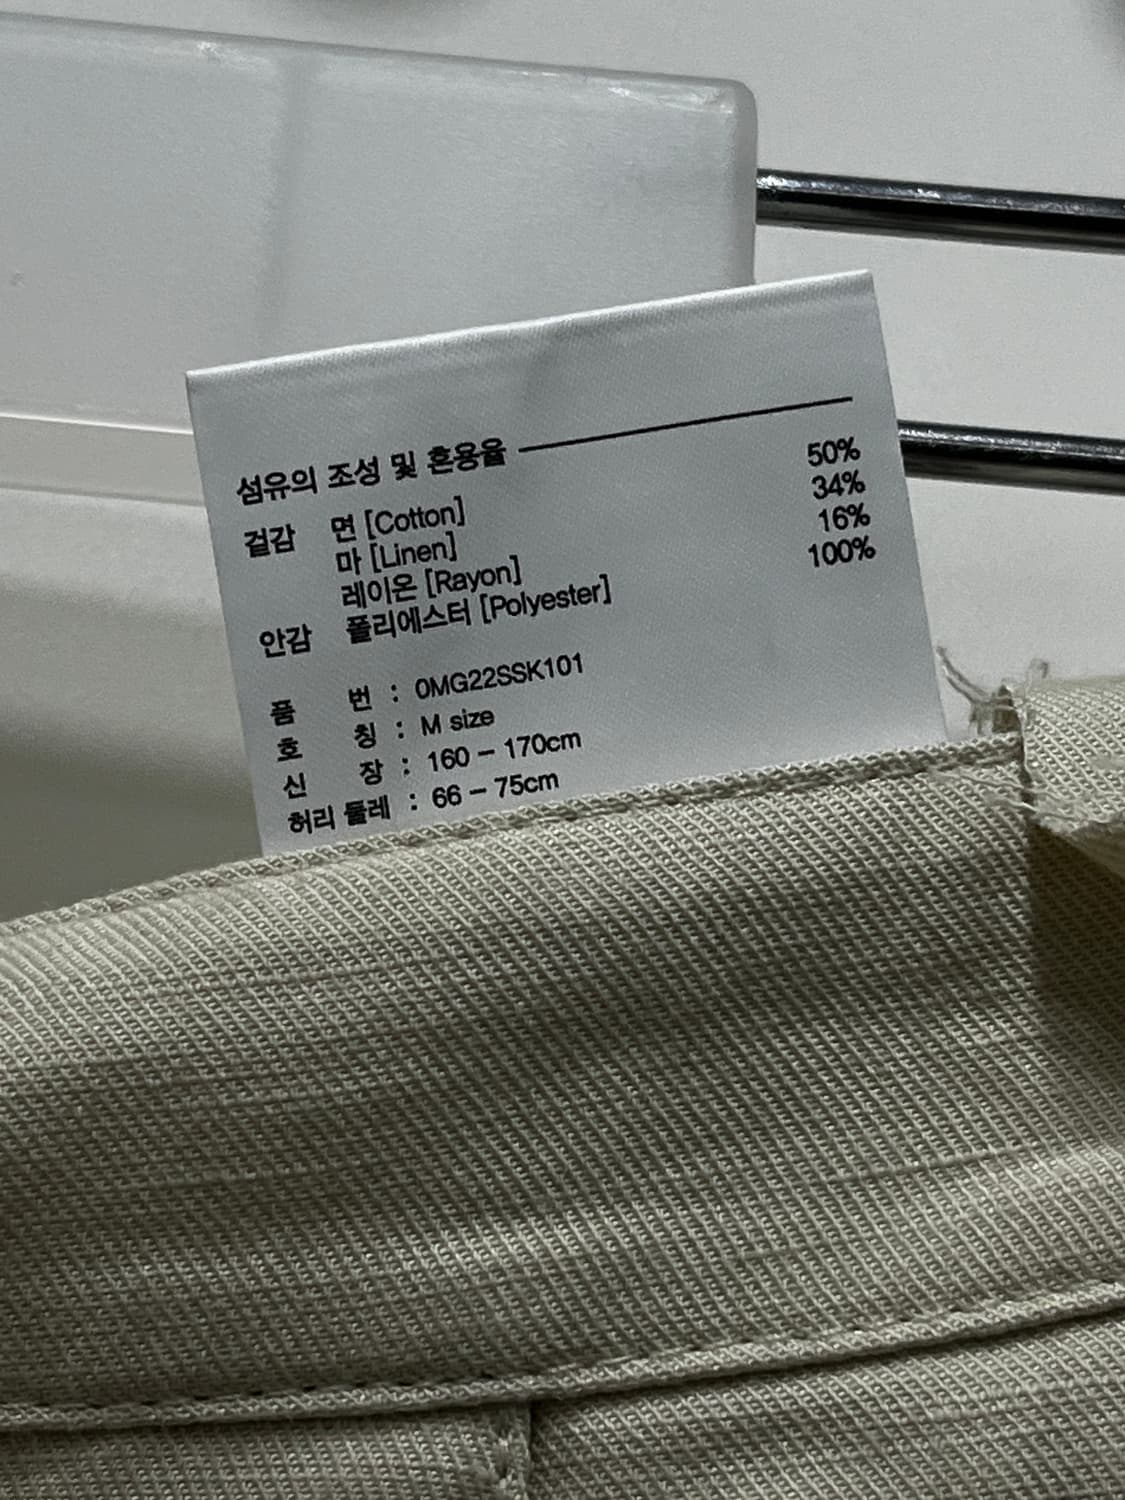 섬유의 조성 및 혼용율
겉감 면 [Cotton] 50%
마 [Linen] 34%
레이온 [Rayon] 16%
안감 폴리에스터 [Polyester] 100%
품 번 : 0MG22SSK101
호 칭 : M size
신 장 : 160 – 170cm
허리 둘레 : 66 – 75cm